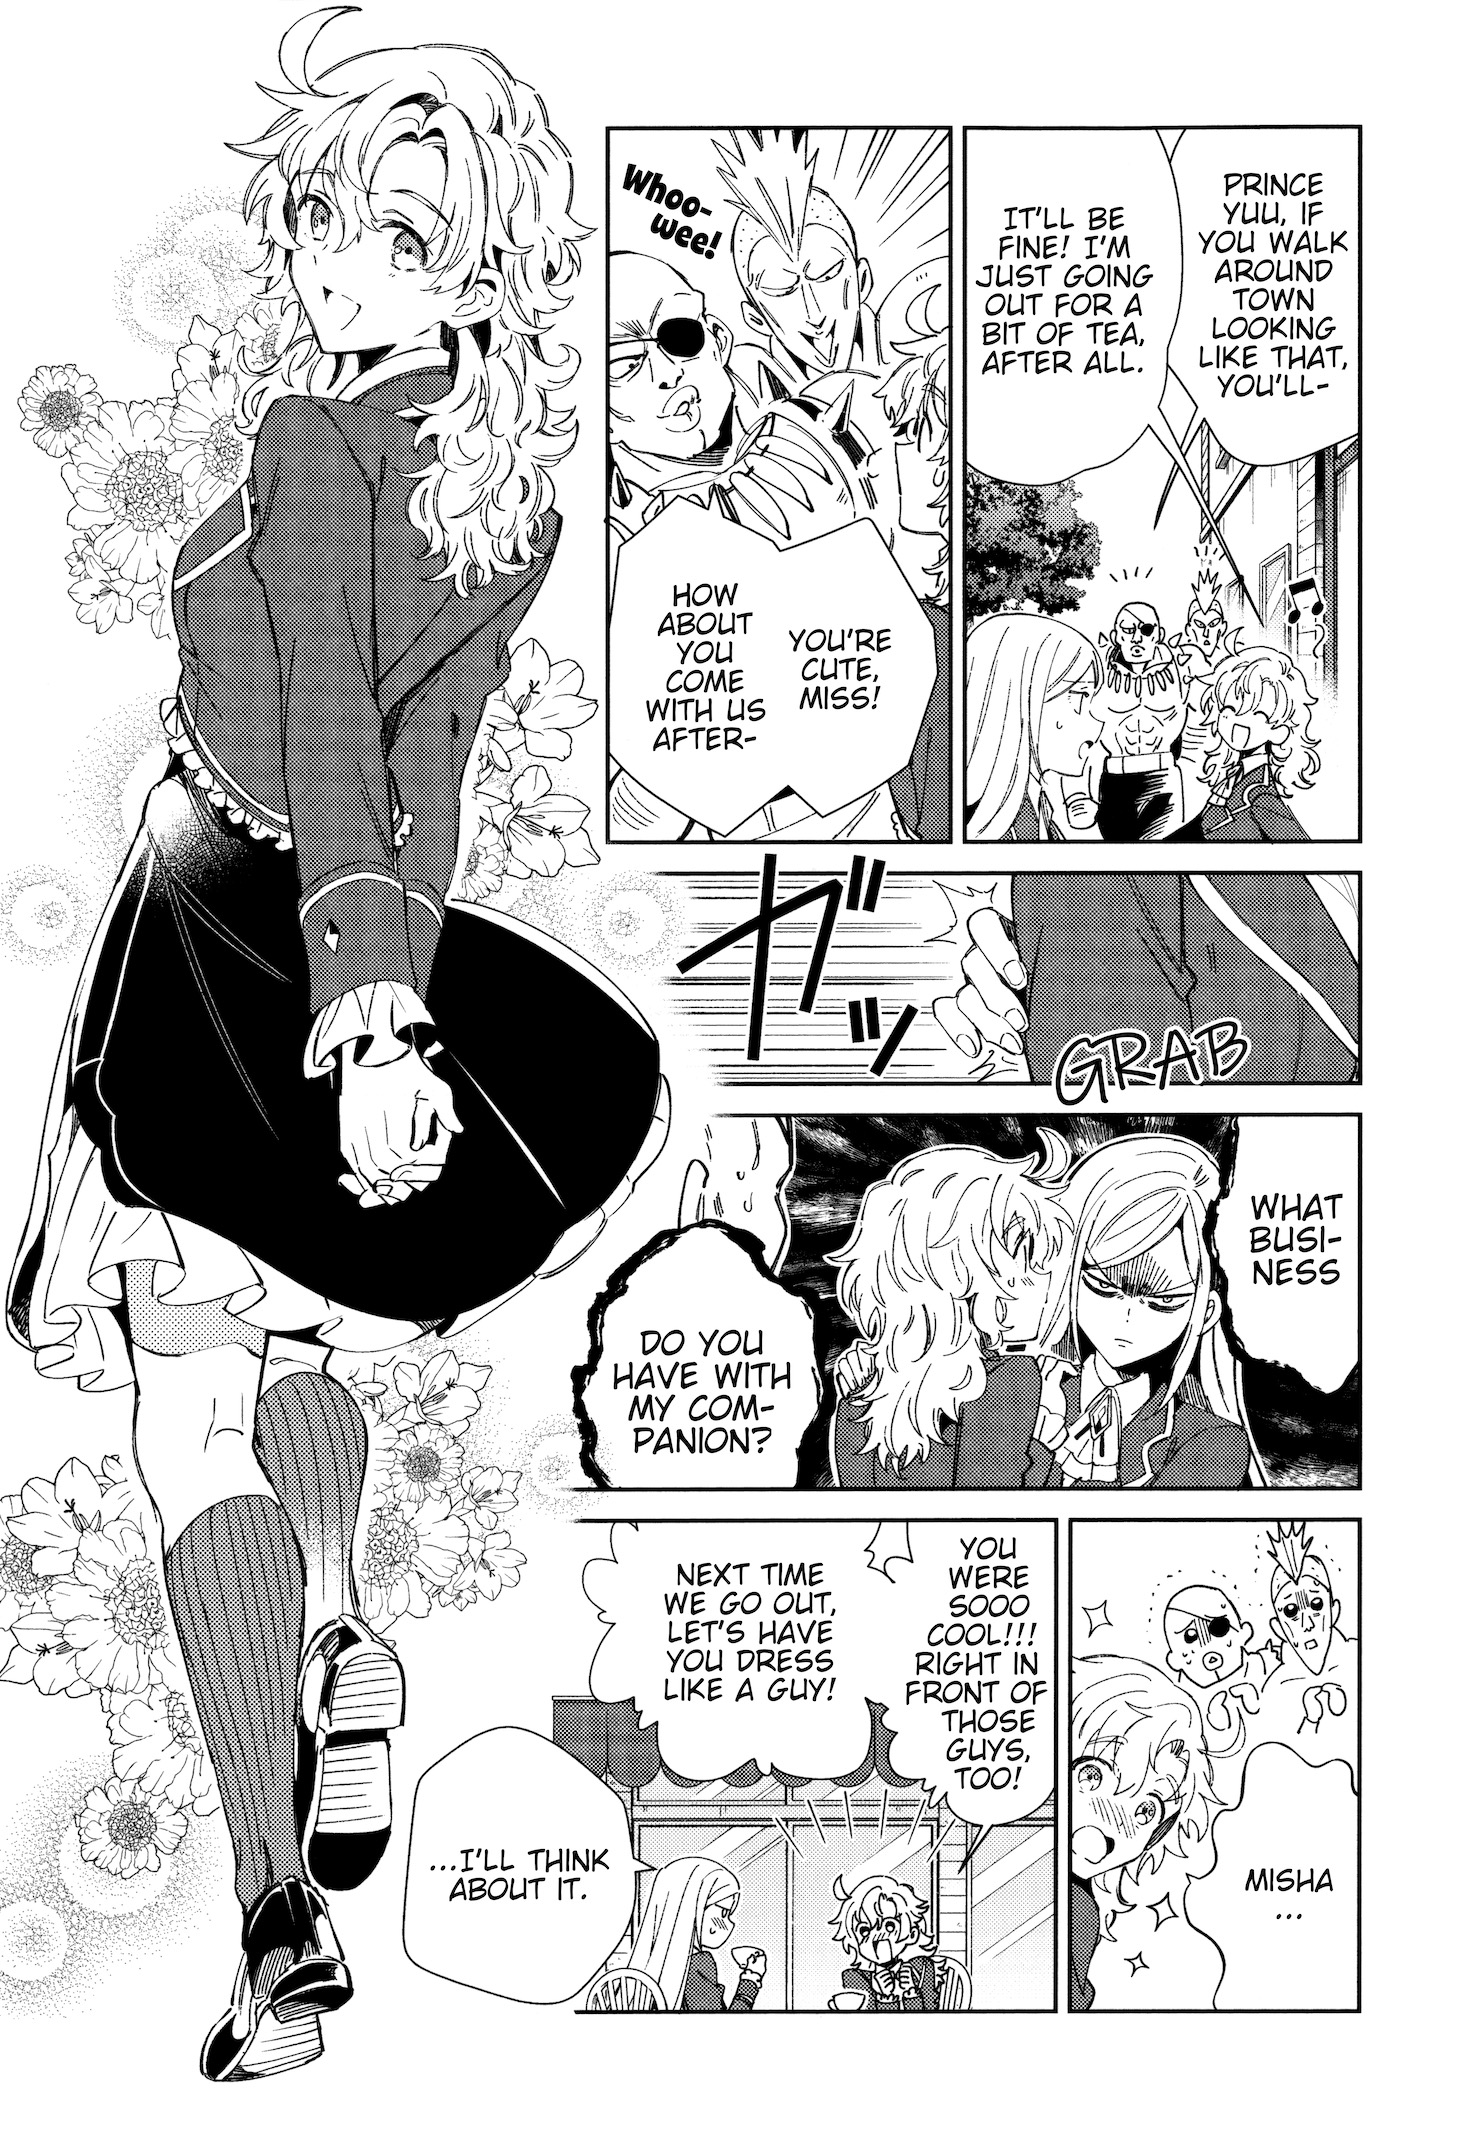 PRINCE
YUU, IF
YOU WALK
AROUND
TOWN
LOOKING
LIKE THAT,
YOU'LL-
IT'LL BE
FINE! I'M
JUST GOING
OUT FOR A
BIT OF TEA,
AFTER ALL.
Whoo-
wee!
YOU'RE
CUTE,
MISS!
HOW
ABOUT
YOU
COME
WITH US
AFTER-
ガッ
GRAB
WHAT
BUSI-
NESS
DO YOU
HAVE WITH
MY COM-
PANION?
MISHA
...
YOU
WERE
SOOO
COOL!!!
RIGHT IN
FRONT OF
THOSE
GUYS,
TOO!
NEXT TIME
WE GO OUT,
LET'S HAVE
YOU DRESS
LIKE A GUY!
...I'LL THINK
ABOUT IT.